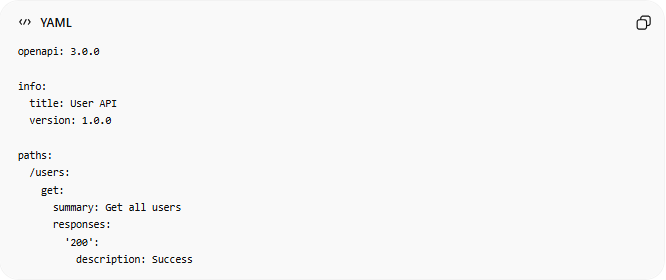 YAML
openapi: 3.0.0
info:
  title: User API
  version: 1.0.0
paths:
  /users:
    get:
      summary: Get all users
      responses:
        '200':
          description: Success